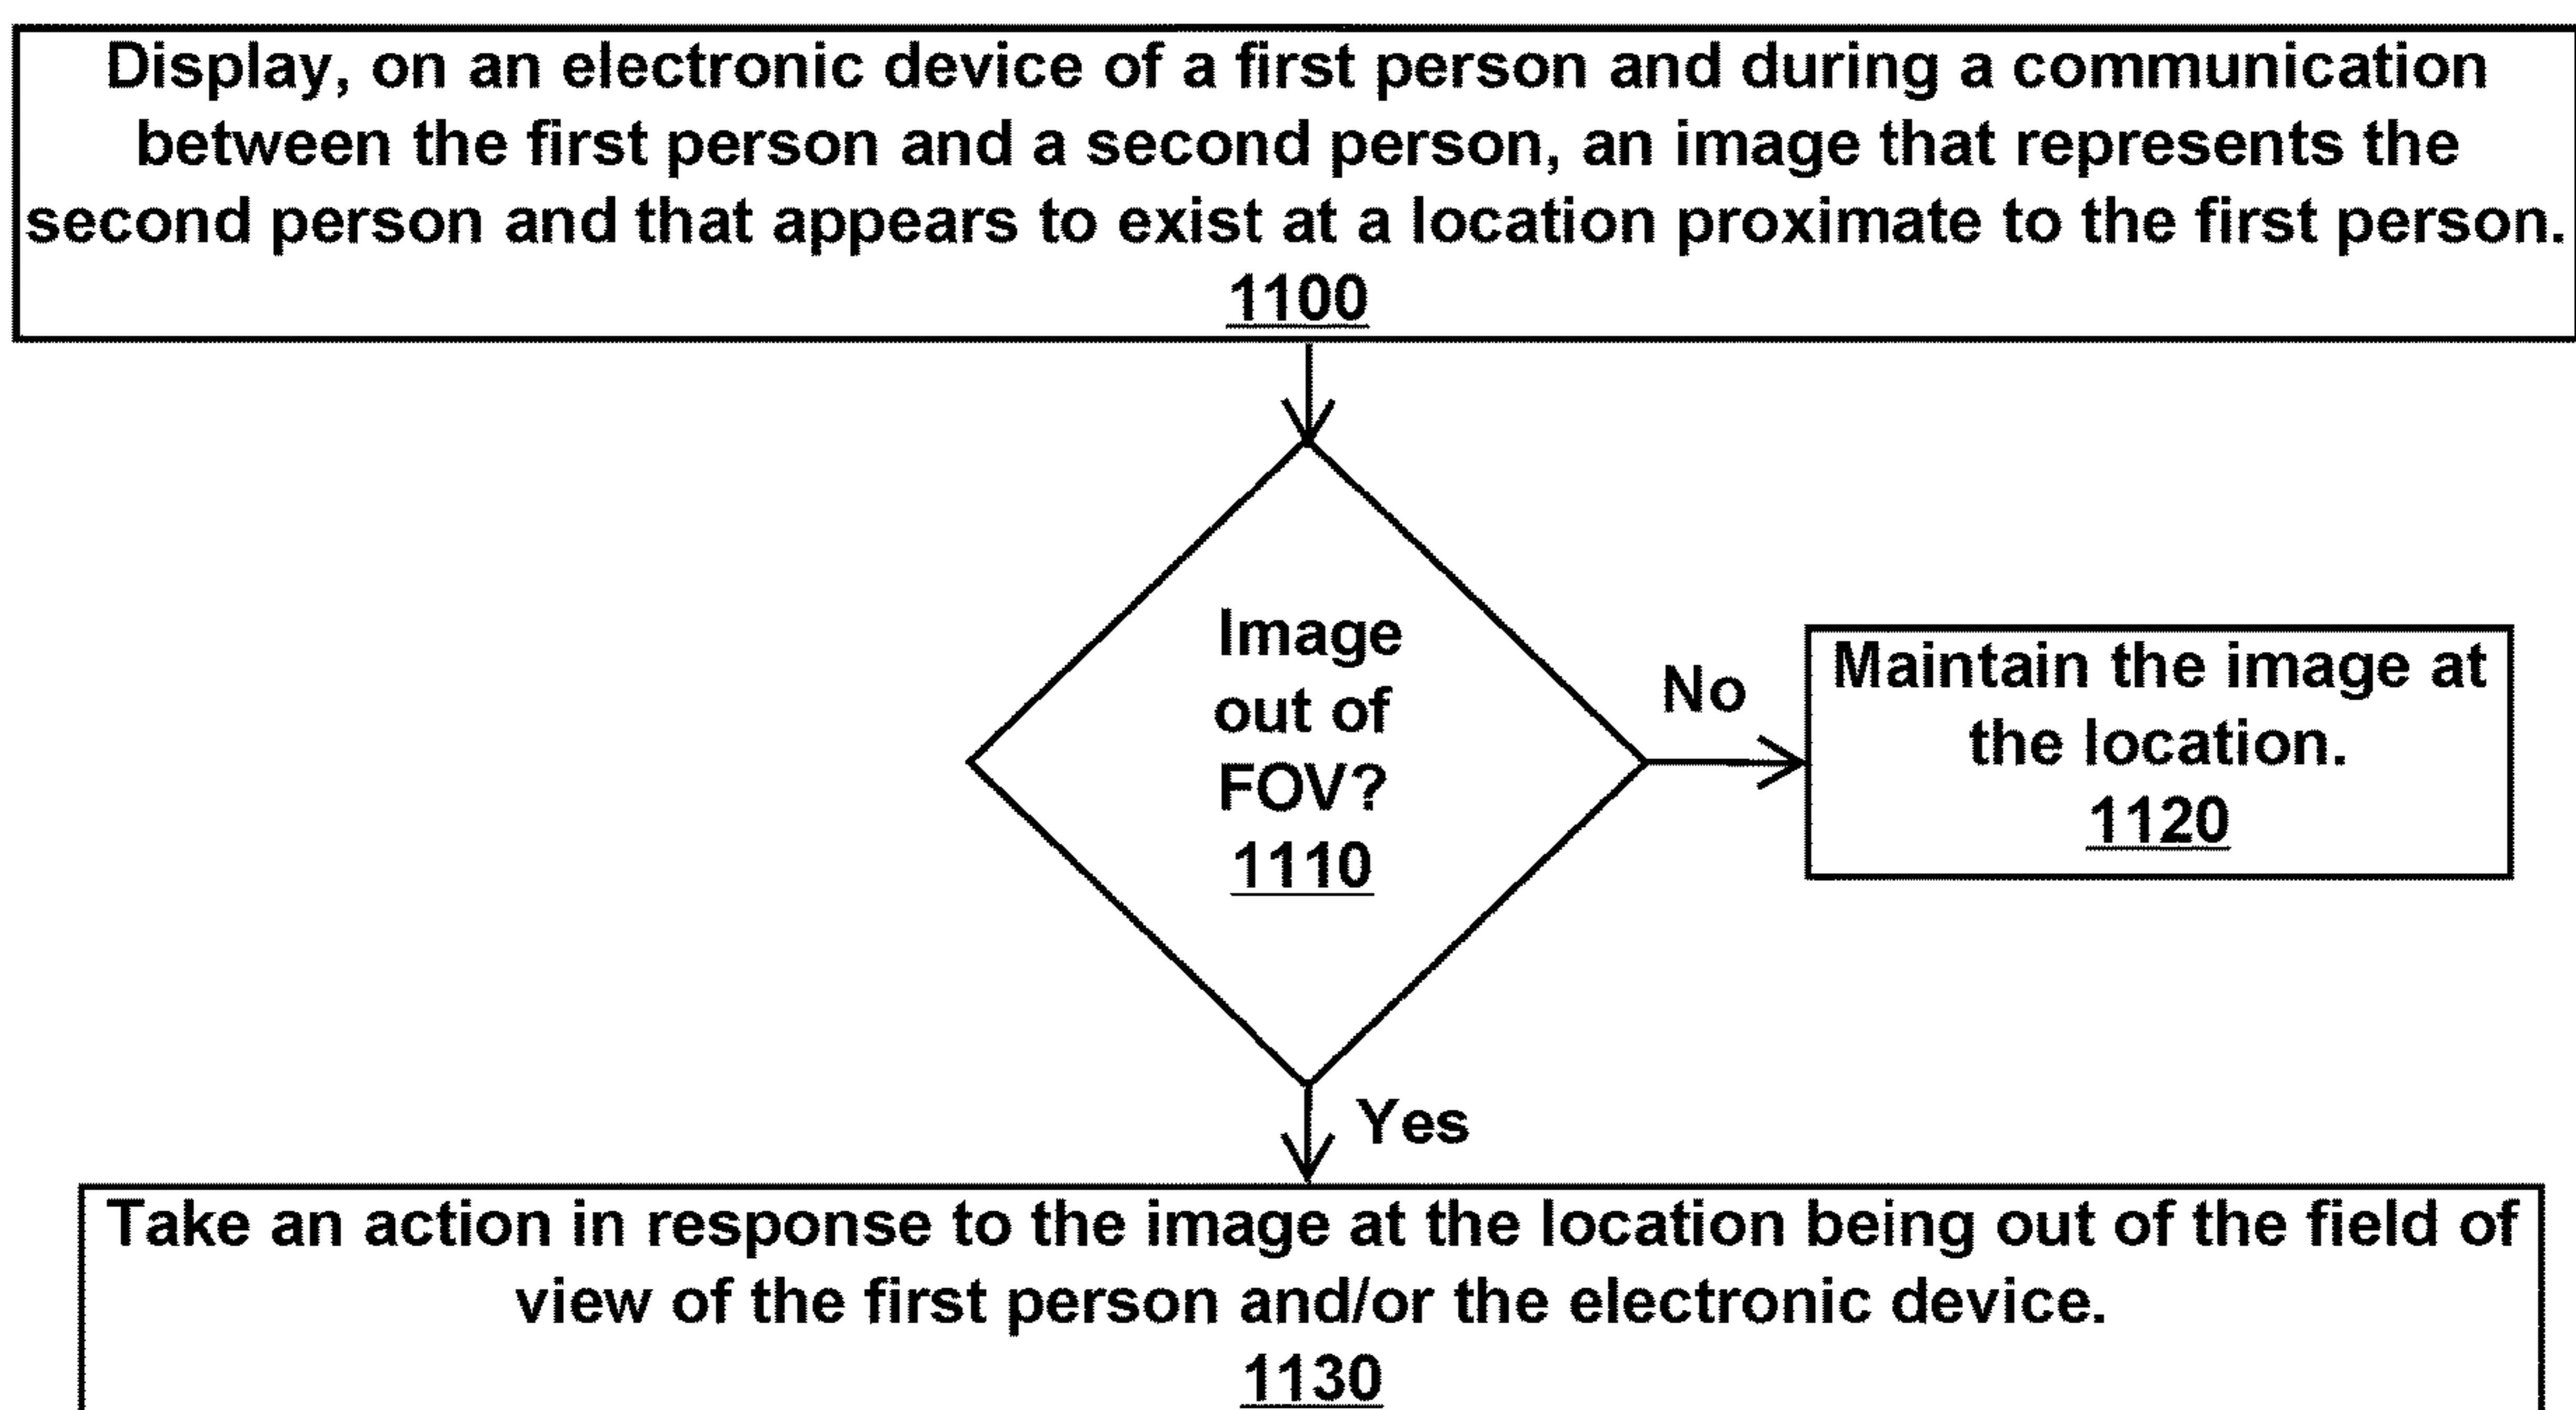 Display, on an electronic device of a first person and during a communication
between the first person and a second person, an image that represents the
second person and that appears to exist at a location proximate to the first person.
1100
Image
out of
FOV?
1110
No
Maintain the image at
the location.
1120
Yes
Take an action in response to the image at the location being out of the field of
view of the first person and/or the electronic device.
1130